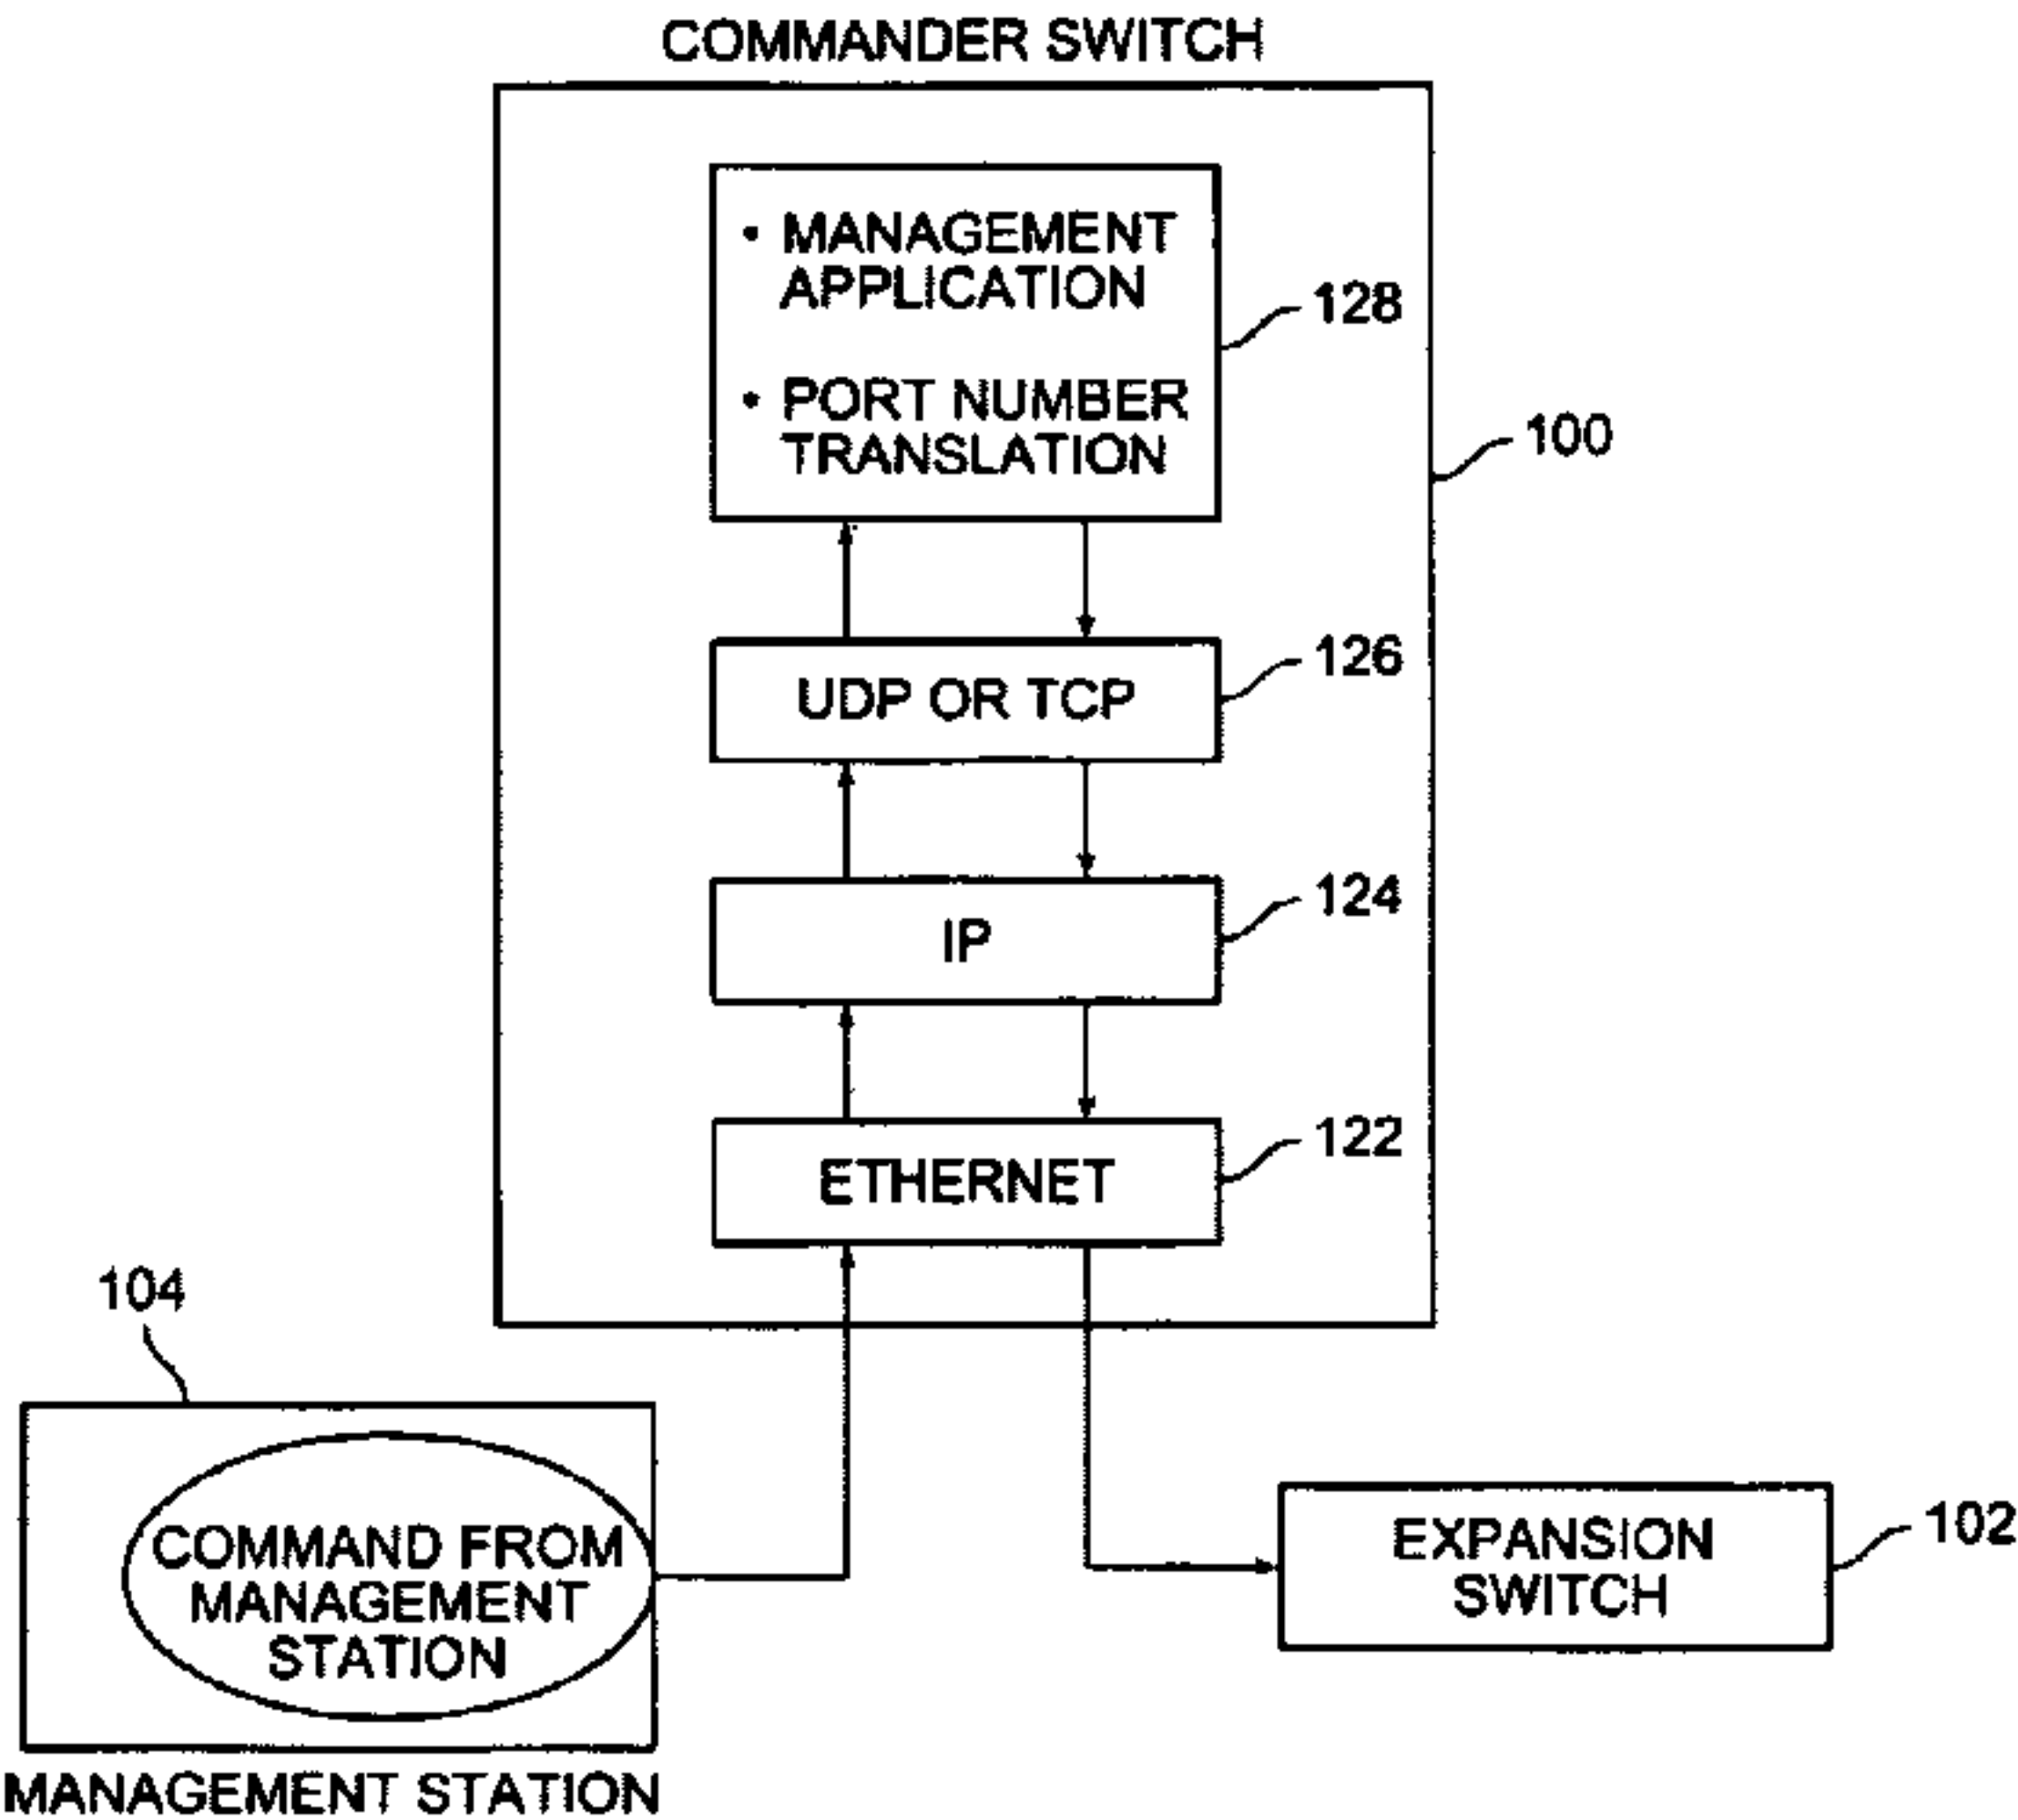 COMMANDER SWITCH
• MANAGEMENT
APPLICATION
128
• PORT NUMBER
TRANSLATION
100
126
UDP OR TCP
124
IP
122
ETHERNET
104
COMMAND FROM
MANAGEMENT
STATION
EXPANSION
SWITCH
102
MANAGEMENT STATION